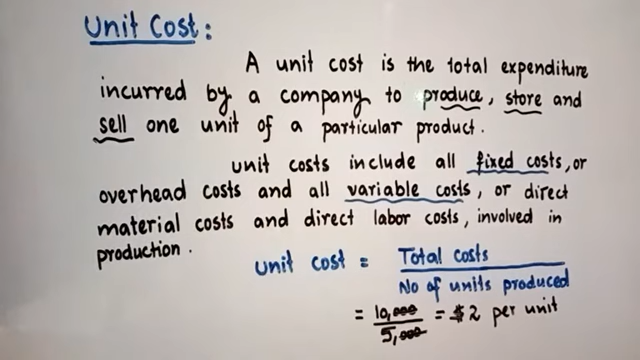 Unit Cost:
A unit cost is the total expenditure
incurred by a company to produce, store and
sell one unit of a particular product.
unit costs include all fixed costs, or
overhead costs and all variable costs, or direct
material costs and direct labor costs, involved in
production.
unit cost = Total costs / No of units produced
= 10,000 / 5,000 = $2 per unit